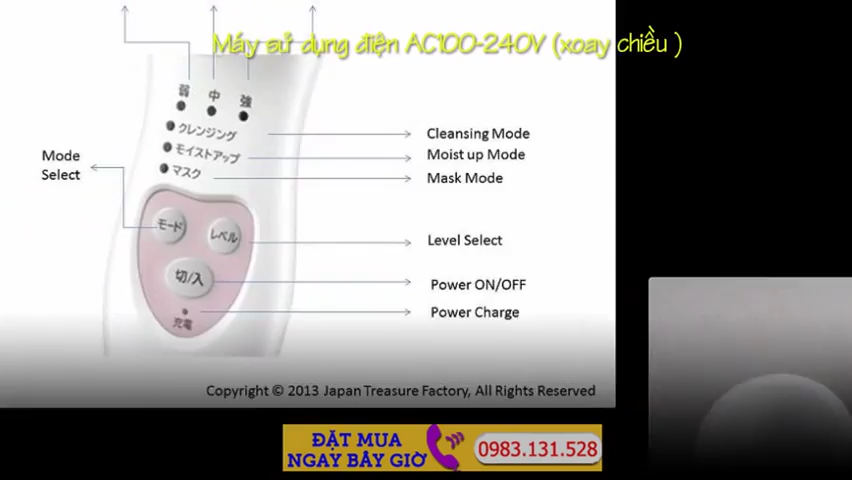 Máy sử dụng điện AC100-240V (xoay chiều )
弱 中 強
クレンジング
モイストアップ
マスク
Cleansing Mode
Moist up Mode
Mask Mode
Mode
Select
モード
レベル
Level Select
切/入
Power ON/OFF
充電
Power Charge
Copyright © 2013 Japan Treasure Factory, All Rights Reserved
ĐẶT MUA
NGAY BÂY GIỜ
0983.131.528